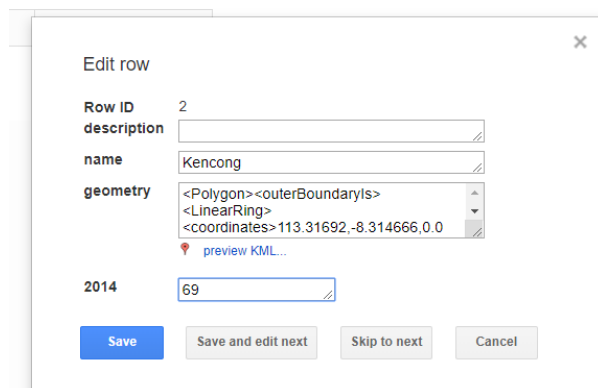 Edit row
Row ID 2
description
name Kencong
geometry <Polygon><outerBoundaryIs>
<LinearRing>
<coordinates>113.31692,-8.314666,0.0
preview KML...
2014 69
Save Save and edit next Skip to next Cancel